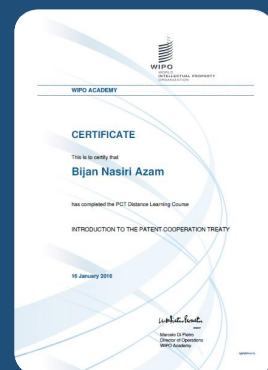 WIPO
WORLD
INTELLECTUAL PROPERTY
ORGANIZATION
WIPO ACADEMY
CERTIFICATE
This is to certify that
Bijan Nasiri Azam
has completed the PCT Distance Learning Course
INTRODUCTION TO THE PATENT COOPERATION TREATY
16 January 2016
Marcelo Di Pietro
Director of Operations
WIPO Academy